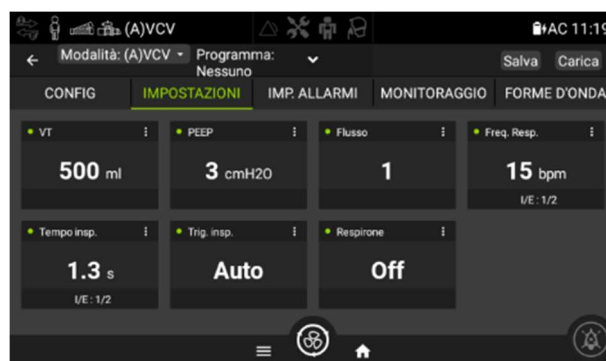 (A)VCV AC 11:19
Modalità: (A)VCV Programma: Nessuno Salva Carica
CONFIG IMPOSTAZIONI IMP. ALLARMI MONITORAGGIO FORME D'ONDA
VT PEEP Flusso Freq. Resp.
500 ml 3 cmH2O 1 15 bpm
I/E : 1/2
Tempo insp. Trig. insp. Respirone
1.3 s Auto Off
I/E : 1/2